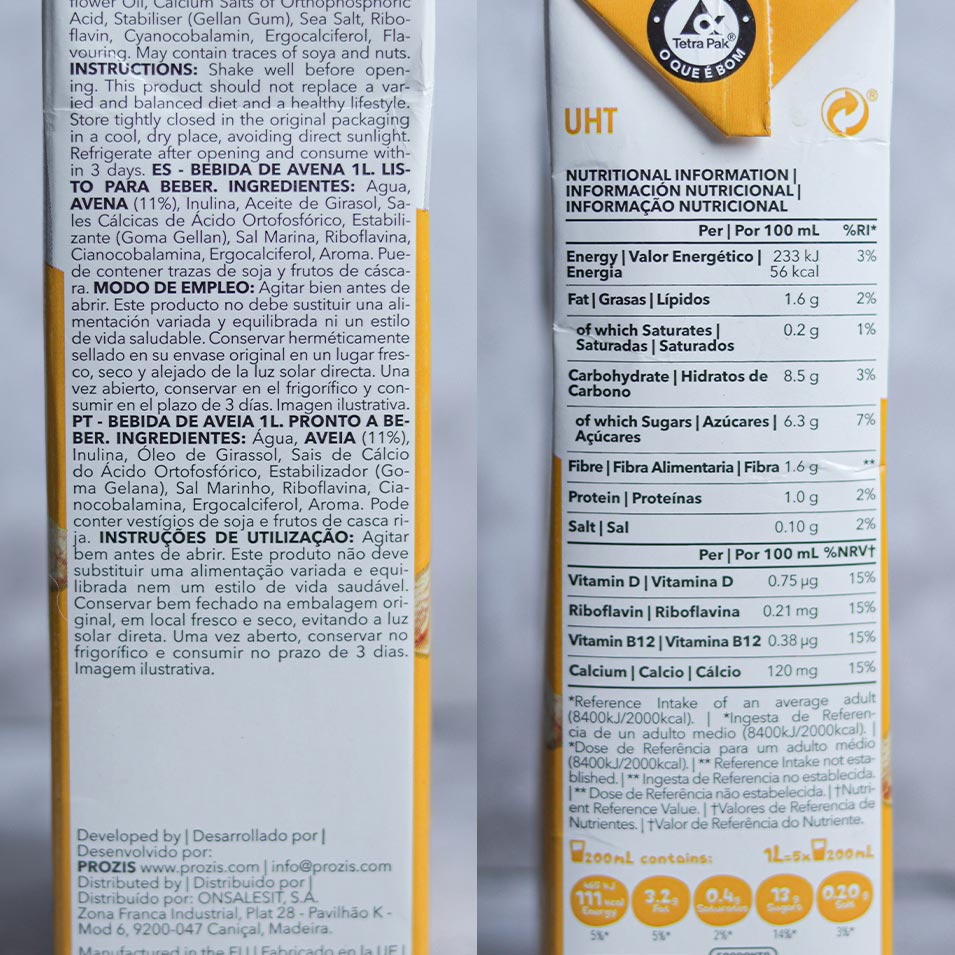 flower Oil, Calcium Salts of Orthophosphoric
Acid, Stabiliser (Gellan Gum), Sea Salt, Ribo-
flavin, Cyanocobalamin, Ergocalciferol, Fla-
vouring. May contain traces of soya and nuts.
INSTRUCTIONS: Shake well before open-
ing. This product should not replace a var-
ied and balanced diet and a healthy lifestyle.
Store tightly closed in the original packaging
in a cool, dry place, avoiding direct sunlight.
Refrigerate after opening and consume with-
in 3 days. ES - BEBIDA DE AVENA 1L. LIS-
TO PARA BEBER. INGREDIENTES: Agua,
AVENA (11%), Inulina, Aceite de Girasol, Sa-
les Cálcicas de Ácido Ortofosfórico, Estabili-
zante (Goma Gellan), Sal Marina, Riboflavina,
Cianocobalamina, Ergocalciferol, Aroma. Pue-
de contener trazas de soja y frutos de cásca-
ra. MODO DE EMPLEO: Agitar bien antes de
abrir. Este producto no debe sustituir una ali-
mentación variada y equilibrada ni un estilo
de vida saludable. Conservar herméticamente
sellado en su envase original en un lugar fres-
co, seco y alejado de la luz solar directa. Una
vez abierto, conservar en el frigorífico y con-
sumir en el plazo de 3 días. Imagen ilustrativa.
PT - BEBIDA DE AVEIA 1L. PRONTO A BE-
BER. INGREDIENTES: Água, AVEIA (11%),
Inulina, Óleo de Girassol, Sais de Cálcio
do Ácido Ortofosfórico, Estabilizador (Go-
ma Gelana), Sal Marinho, Riboflavina, Cia-
nocobalamina, Ergocalciferol, Aroma. Pode
conter vestígios de soja e frutos de casca ri-
ja. INSTRUÇÕES DE UTILIZAÇÃO: Agitar
bem antes de abrir. Este produto não deve
substituir uma alimentação variada e equi-
librada nem um estilo de vida saudável.
Conservar bem fechado na embalagem ori-
ginal, em local fresco e seco, evitando a luz
solar direta. Uma vez aberto, conservar no
frigorífico e consumir no prazo de 3 dias.
Imagem ilustrativa.
Developed by | Desarrollado por |
Desenvolvido por:
PROZIS www.prozis.com | info@prozis.com
Distributed by | Distribuido por |
Distribuído por: ONSALESIT, S.A.
Zona Franca Industrial, Plat 28 - Pavilhão K -
Mod 6, 9200-047 Caniçal, Madeira.
Manufactured in the EU | Fabricado en la UE |
Tetra Pak®
O QUE É BOM
UHT
®
NUTRITIONAL INFORMATION |
INFORMACIÓN NUTRICIONAL |
INFORMAÇÃO NUTRICIONAL
Per | Por 100 mL %RI*
Energy | Valor Energético | 233 kJ 3%
Energia 56 kcal
Fat | Grasas | Lípidos 1.6 g 2%
of which Saturates | 0.2 g 1%
Saturadas | Saturados
Carbohydrate | Hidratos de 8.5 g 3%
Carbono
of which Sugars | Azúcares | 6.3 g 7%
Açúcares
Fibre | Fibra Alimentaria | Fibra 1.6 g **
Protein | Proteínas 1.0 g 2%
Salt | Sal 0.10 g 2%
Per | Por 100 mL %NRV†
Vitamin D | Vitamina D 0.75 µg 15%
Riboflavin | Riboflavina 0.21 mg 15%
Vitamin B12 | Vitamina B12 0.38 µg 15%
Calcium | Calcio | Cálcio 120 mg 15%
*Reference Intake of an average adult
(8400kJ/2000kcal). | *Ingesta de Referen-
cia de un adulto medio (8400kJ/2000kcal). |
*Dose de Referência para um adulto médio
(8400kJ/2000kcal). | ** Reference Intake not esta-
blished. | ** Ingesta de Referencia no establecida.
| ** Dose de Referência não estabelecida. | †Nutri-
ent Reference Value. | †Valores de Referencia de
Nutrientes. | †Valor de Referência do Nutriente.
200mL contains: 1L=5x 200mL
465 kJ
111 kcal 3.2g 0.4g 13g 0.20g
Energy Fat Saturates Sugars Salt
5%* 5%* 2%* 14%* 3%*